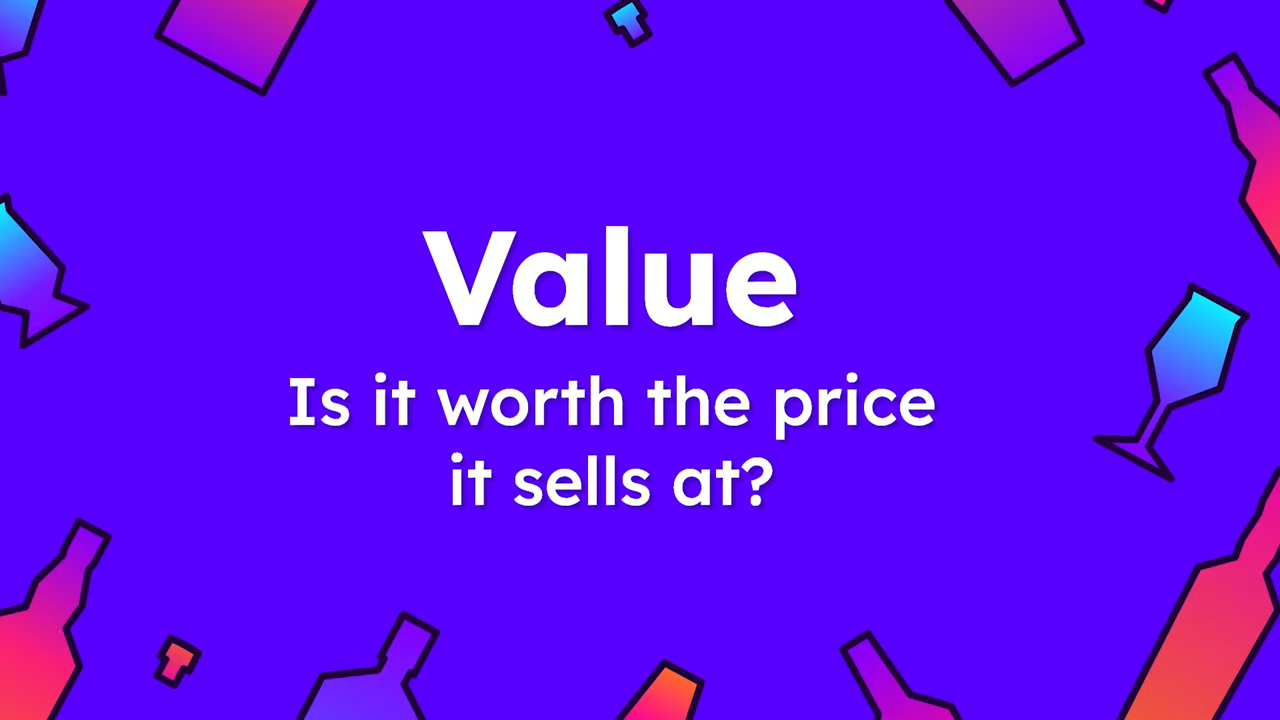 Value
Is it worth the price
it sells at?